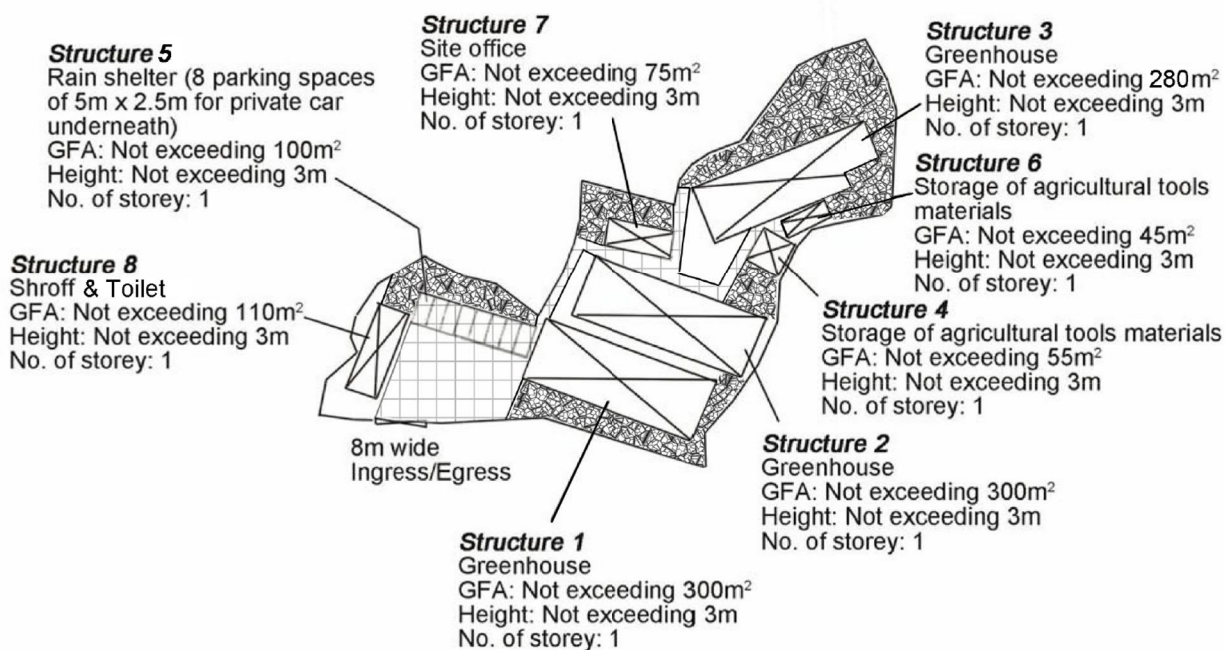 Structure 5
Rain shelter (8 parking spaces
of 5m x 2.5m for private car
underneath)
GFA: Not exceeding 100m²
Height: Not exceeding 3m
No. of storey: 1
Structure 7
Site office
GFA: Not exceeding 75m²
Height: Not exceeding 3m
No. of storey: 1
Structure 3
Greenhouse
GFA: Not exceeding 280m²
Height: Not exceeding 3m
No. of storey: 1
Structure 6
Storage of agricultural tools
materials
GFA: Not exceeding 45m²
Height: Not exceeding 3m
No. of storey: 1
Structure 8
Shroff & Toilet
GFA: Not exceeding 110m²
Height: Not exceeding 3m
No. of storey: 1
Structure 4
Storage of agricultural tools materials
GFA: Not exceeding 55m²
Height: Not exceeding 3m
No. of storey: 1
8m wide
Ingress/Egress
Structure 2
Greenhouse
GFA: Not exceeding 300m²
Height: Not exceeding 3m
No. of storey: 1
Structure 1
Greenhouse
GFA: Not exceeding 300m²
Height: Not exceeding 3m
No. of storey: 1